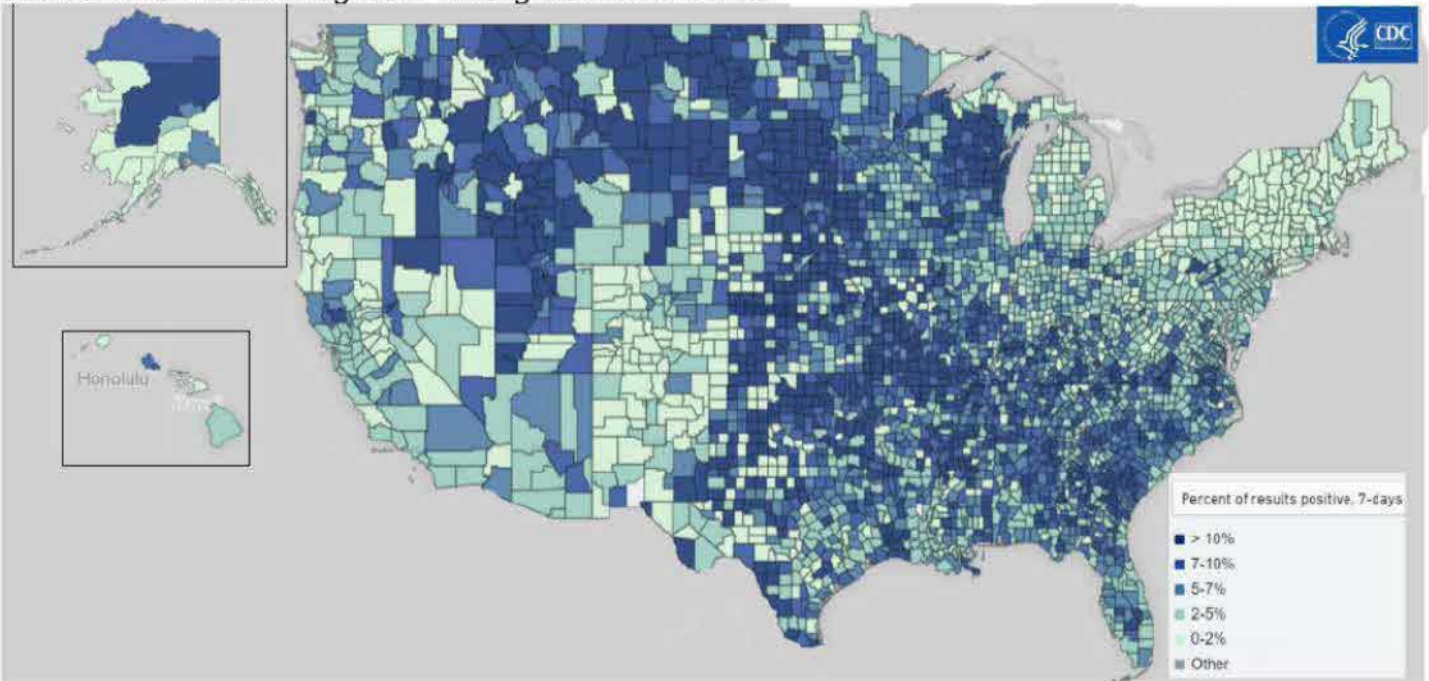 CDC
Honolulu
Percent of results positive, 7-days
> 10%
7-10%
5-7%
2-5%
0-2%
Other